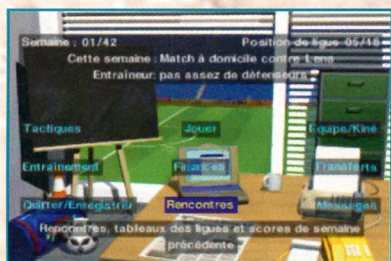 Semaine : 01/42 Position de ligue 05/18
Cette semaine : Match à domicile contre Lens
Entraîneur: pas assez de défenseurs
Tactiques Jouer Equipe/Kiné
Entraînement Finances Transferts
Quitter/Enregistrer Rencontres Messages
Rencontres, tableaux des ligues et scores de semaine
précédente